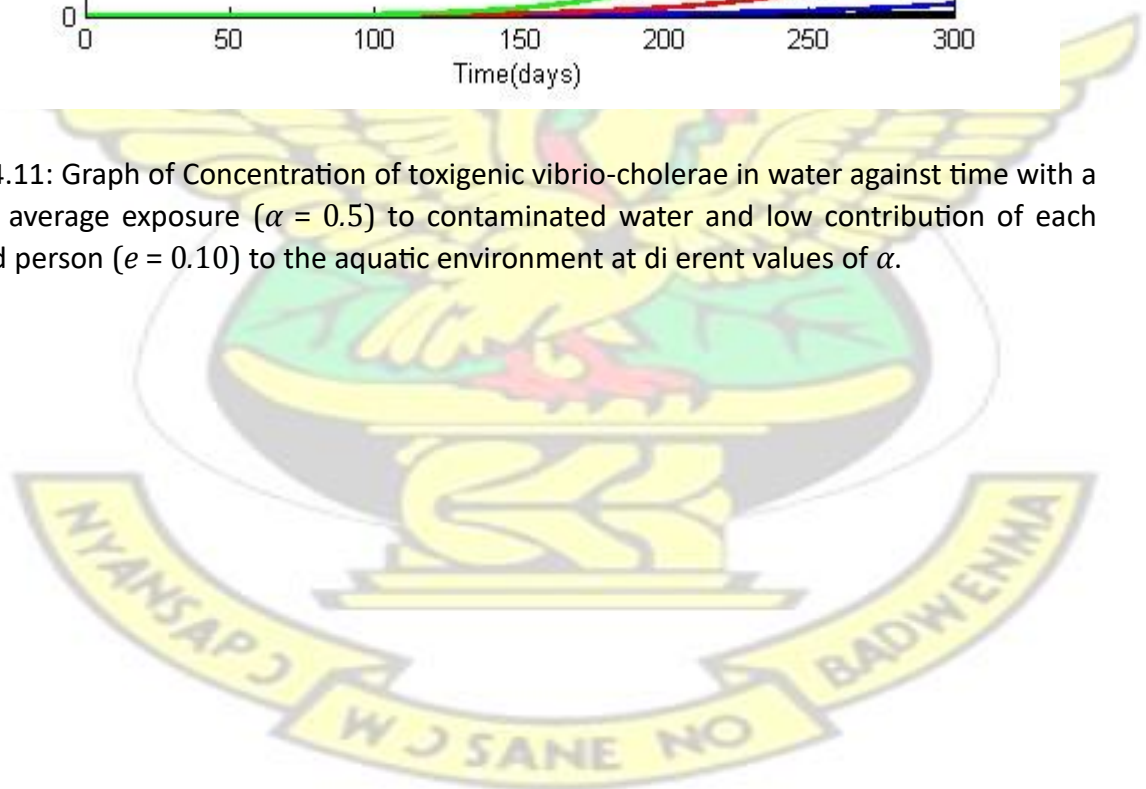 0
0 50 100 150 200 250 300
Time(days)
4.11: Graph of Concentration of toxigenic vibrio-cholerae in water against time with a
average exposure (α = 0.5) to contaminated water and low contribution of each
person (e = 0.10) to the aquatic environment at di erent values of α.
NYANSAPƆ
WƆSANE NO
BADWENMA